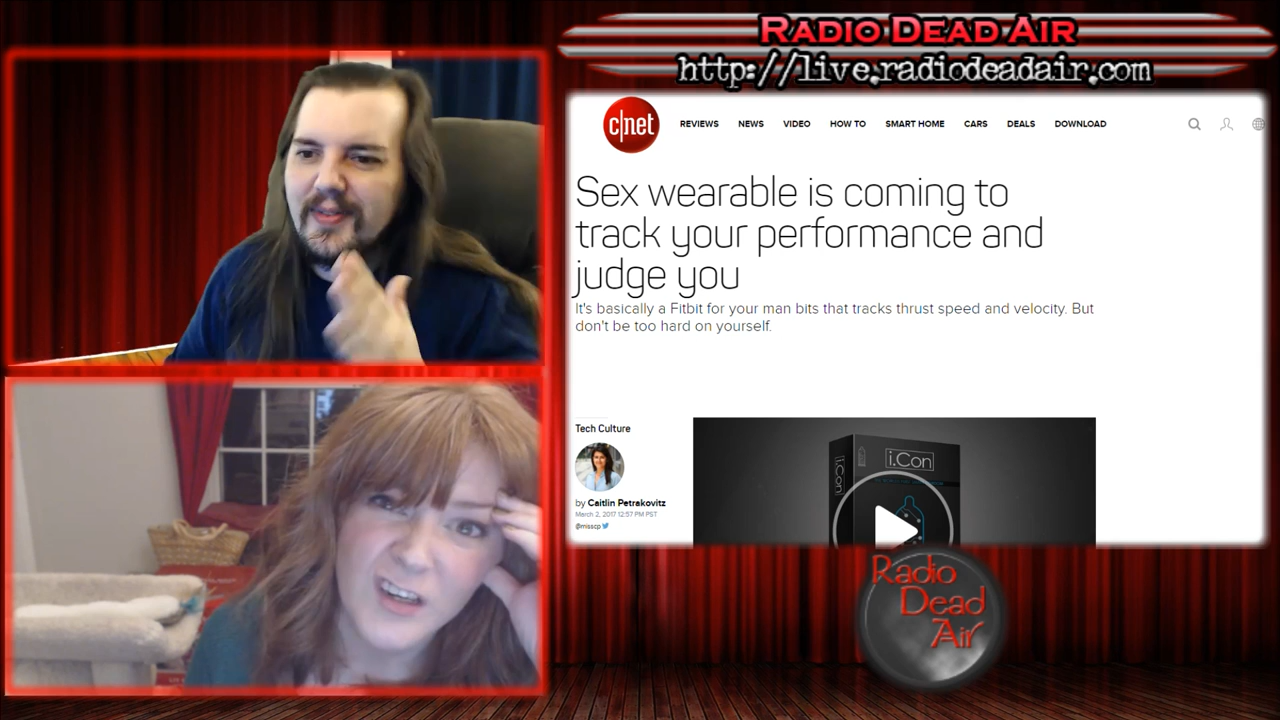 Radio Dead Air
http://live.radiodeadair.com
c|net
REVIEWS NEWS VIDEO HOW TO SMART HOME CARS DEALS DOWNLOAD
Sex wearable is coming to
track your performance and
judge you
It's basically a Fitbit for your man bits that tracks thrust speed and velocity. But
don't be too hard on yourself.
Tech Culture
by Caitlin Petrakovitz
March 2, 2017 12:57 PM PST
@misscp
i.Con
i.Con
Radio
Dead
Air